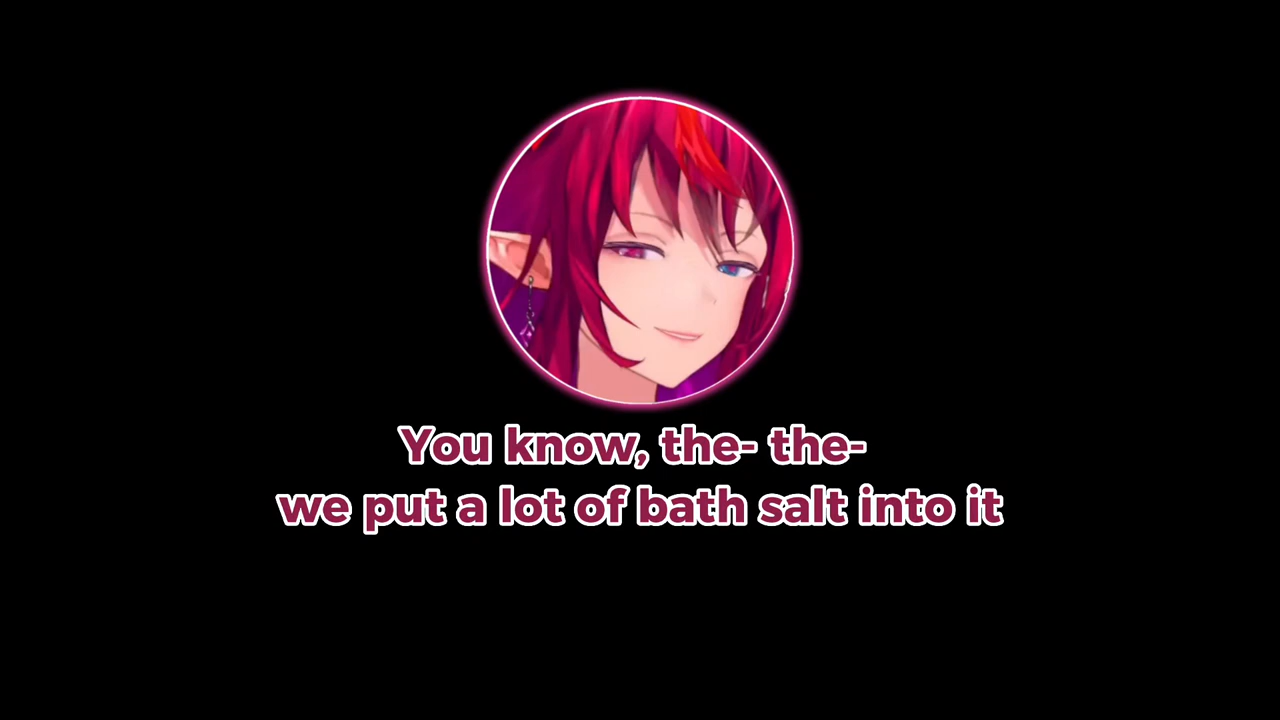 You know, the- the-
we put a lot of bath salt into it